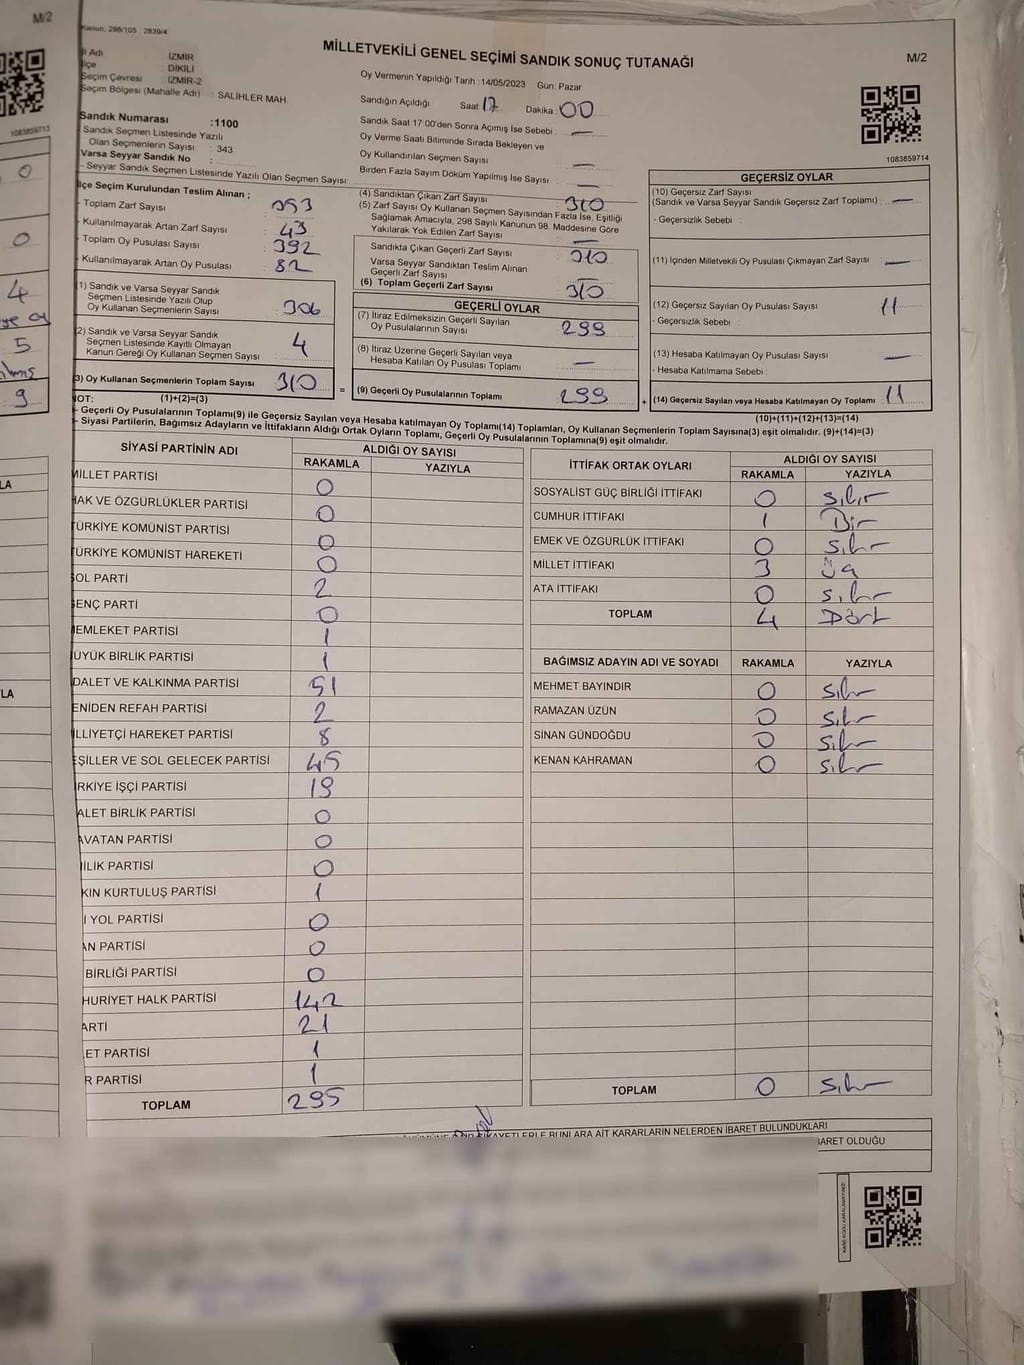 M/2
Kanun: 298/105 2839/4
MİLLETVEKİLİ GENEL SEÇİMİ SANDIK SONUÇ TUTANAĞI
M/2
İl Adı : İZMİR
İlçe : DİKİLİ
Seçim Çevresi : İZMİR-2
Seçim Bölgesi (Mahalle Adı) : SALİHLER MAH
Sandık Numarası :1100
Sandık Seçmen Listesinde Yazılı
Olan Seçmenlerin Sayısı : 343
Varsa Seyyar Sandık No :
- Seyyar Sandık Seçmen Listesinde Yazılı Olan Seçmen Sayısı:
Oy Vermenin Yapıldığı Tarih : 14/05/2023 Gün: Pazar
Sandığın Açıldığı Saat 17 Dakika 00
Sandık Saat 17:00'den Sonra Açımış İse Sebebi : —
Oy Verme Saati Bitiminde Sırada Bekleyen ve
Oy Kullandırılan Seçmen Sayısı —
Birden Fazla Sayım Döküm Yapılmış İse Sayısı —
1083859713
1083859714
İlçe Seçim Kurulundan Teslim Alınan ;
- Toplam Zarf Sayısı : 353
- Kullanılmayarak Artan Zarf Sayısı : 43
- Toplam Oy Pusulası Sayısı : 392
- Kullanılmayarak Artan Oy Pusulası : 82
1) Sandık ve Varsa Seyyar Sandık
Seçmen Listesinde Yazılı Olup
Oy Kullanan Seçmenlerin Sayısı : 306
2) Sandık ve Varsa Seyyar Sandık
Seçmen Listesinde Kayıtlı Olmayan
Kanun Gereği Oy Kullanan Seçmen Sayısı : 4
3) Oy Kullanan Seçmenlerin Toplam Sayısı 310
(1)+(2)=(3)
(4) Sandıktan Çıkan Zarf Sayısı 310
(5) Zarf Sayısı Oy Kullanan Seçmen Sayısından Fazla İse, Eşitliği
Sağlamak Amacıyla, 298 Sayılı Kanunun 98. Maddesine Göre
Yakılarak Yok Edilen Zarf Sayısı —
Sandıkta Çıkan Geçerli Zarf Sayısı 310
Varsa Seyyar Sandıktan Teslim Alınan
Geçerli Zarf Sayısı
(6) Toplam Geçerli Zarf Sayısı 310
GEÇERLİ OYLAR
(7) İtiraz Edilmeksizin Geçerli Sayılan
Oy Pusulalarının Sayısı 299
(8) İtiraz Üzerine Geçerli Sayılan veya
Hesaba Katılan Oy Pusulası Toplamı —
= (9) Geçerli Oy Pusulalarının Toplamı 299
GEÇERSİZ OYLAR
(10) Geçersiz Zarf Sayısı
(Sandık ve Varsa Seyyar Sandık Geçersiz Zarf Toplamı) —
- Geçersizlik Sebebi :
(11) İçinden Milletvekili Oy Pusulası Çıkmayan Zarf Sayısı —
(12) Geçersiz Sayılan Oy Pusulası Sayısı 11
- Geçersizlik Sebebi :
(13) Hesaba Katılmayan Oy Pusulası Sayısı —
- Hesaba Katılmama Sebebi :
+ (14) Geçersiz Sayılan veya Hesaba Katılmayan Oy Toplamı 11
(10)+(11)+(12)+(13)=(14)
NOT:
- Geçerli Oy Pusulalarının Toplamı(9) ile Geçersiz Sayılan veya Hesaba katılmayan Oy Toplamı(14) Toplamları, Oy Kullanan Seçmenlerin Toplam Sayısına(3) eşit olmalıdır. (9)+(14)=(3)
- Siyasi Partilerin, Bağımsız Adayların ve İttifakların Aldığı Ortak Oyların Toplamı, Geçerli Oy Pusulalarının Toplamına(9) eşit olmalıdır.
SİYASİ PARTİNİN ADI ALDIĞI OY SAYISI
RAKAMLA YAZIYLA
MİLLET PARTİSİ 0
HAK VE ÖZGÜRLÜKLER PARTİSİ 0
TÜRKİYE KOMÜNİST PARTİSİ 0
TÜRKİYE KOMÜNİST HAREKETİ 0
SOL PARTİ 2
GENÇ PARTİ 0
MEMLEKET PARTİSİ 1
ÜYÜK BİRLİK PARTİSİ 1
DALET VE KALKINMA PARTİSİ 51
ENİDEN REFAH PARTİSİ 2
İLLİYETÇİ HAREKET PARTİSİ 8
EŞİLLER VE SOL GELECEK PARTİSİ 45
RKİYE İŞÇİ PARTİSİ 19
ALET BİRLİK PARTİSİ 0
AVATAN PARTİSİ 0
İLİK PARTİSİ 0
KIN KURTULUŞ PARTİSİ 1
İ YOL PARTİSİ 0
AN PARTİSİ 0
BİRLİĞİ PARTİSİ 0
HURİYET HALK PARTİSİ 142
ARTİ 21
ET PARTİSİ 1
R PARTİSİ 1
TOPLAM 295
İTTİFAK ORTAK OYLARI ALDIĞI OY SAYISI
RAKAMLA YAZIYLA
SOSYALİST GÜÇ BİRLİĞİ İTTİFAKI 0 Sıfır
CUMHUR İTTİFAKI 1 Bir
EMEK VE ÖZGÜRLÜK İTTİFAKI 0 Sıfır
MİLLET İTTİFAKI 3 Üç
ATA İTTİFAKI 0 Sıfır
TOPLAM 4 Dört
BAĞIMSIZ ADAYIN ADI VE SOYADI RAKAMLA YAZIYLA
MEHMET BAYINDIR 0 Sıfır
RAMAZAN ÜZÜN 0 Sıfır
SİNAN GÜNDOĞDU 0 Sıfır
KENAN KAHRAMAN 0 Sıfır
TOPLAM 0 Sıfır
BUNLARA AİT KARARLARIN NELERDEN İBARET BULUNDUKLARI
İBARET OLDUĞU
0
0
4
5
9
LA
LA